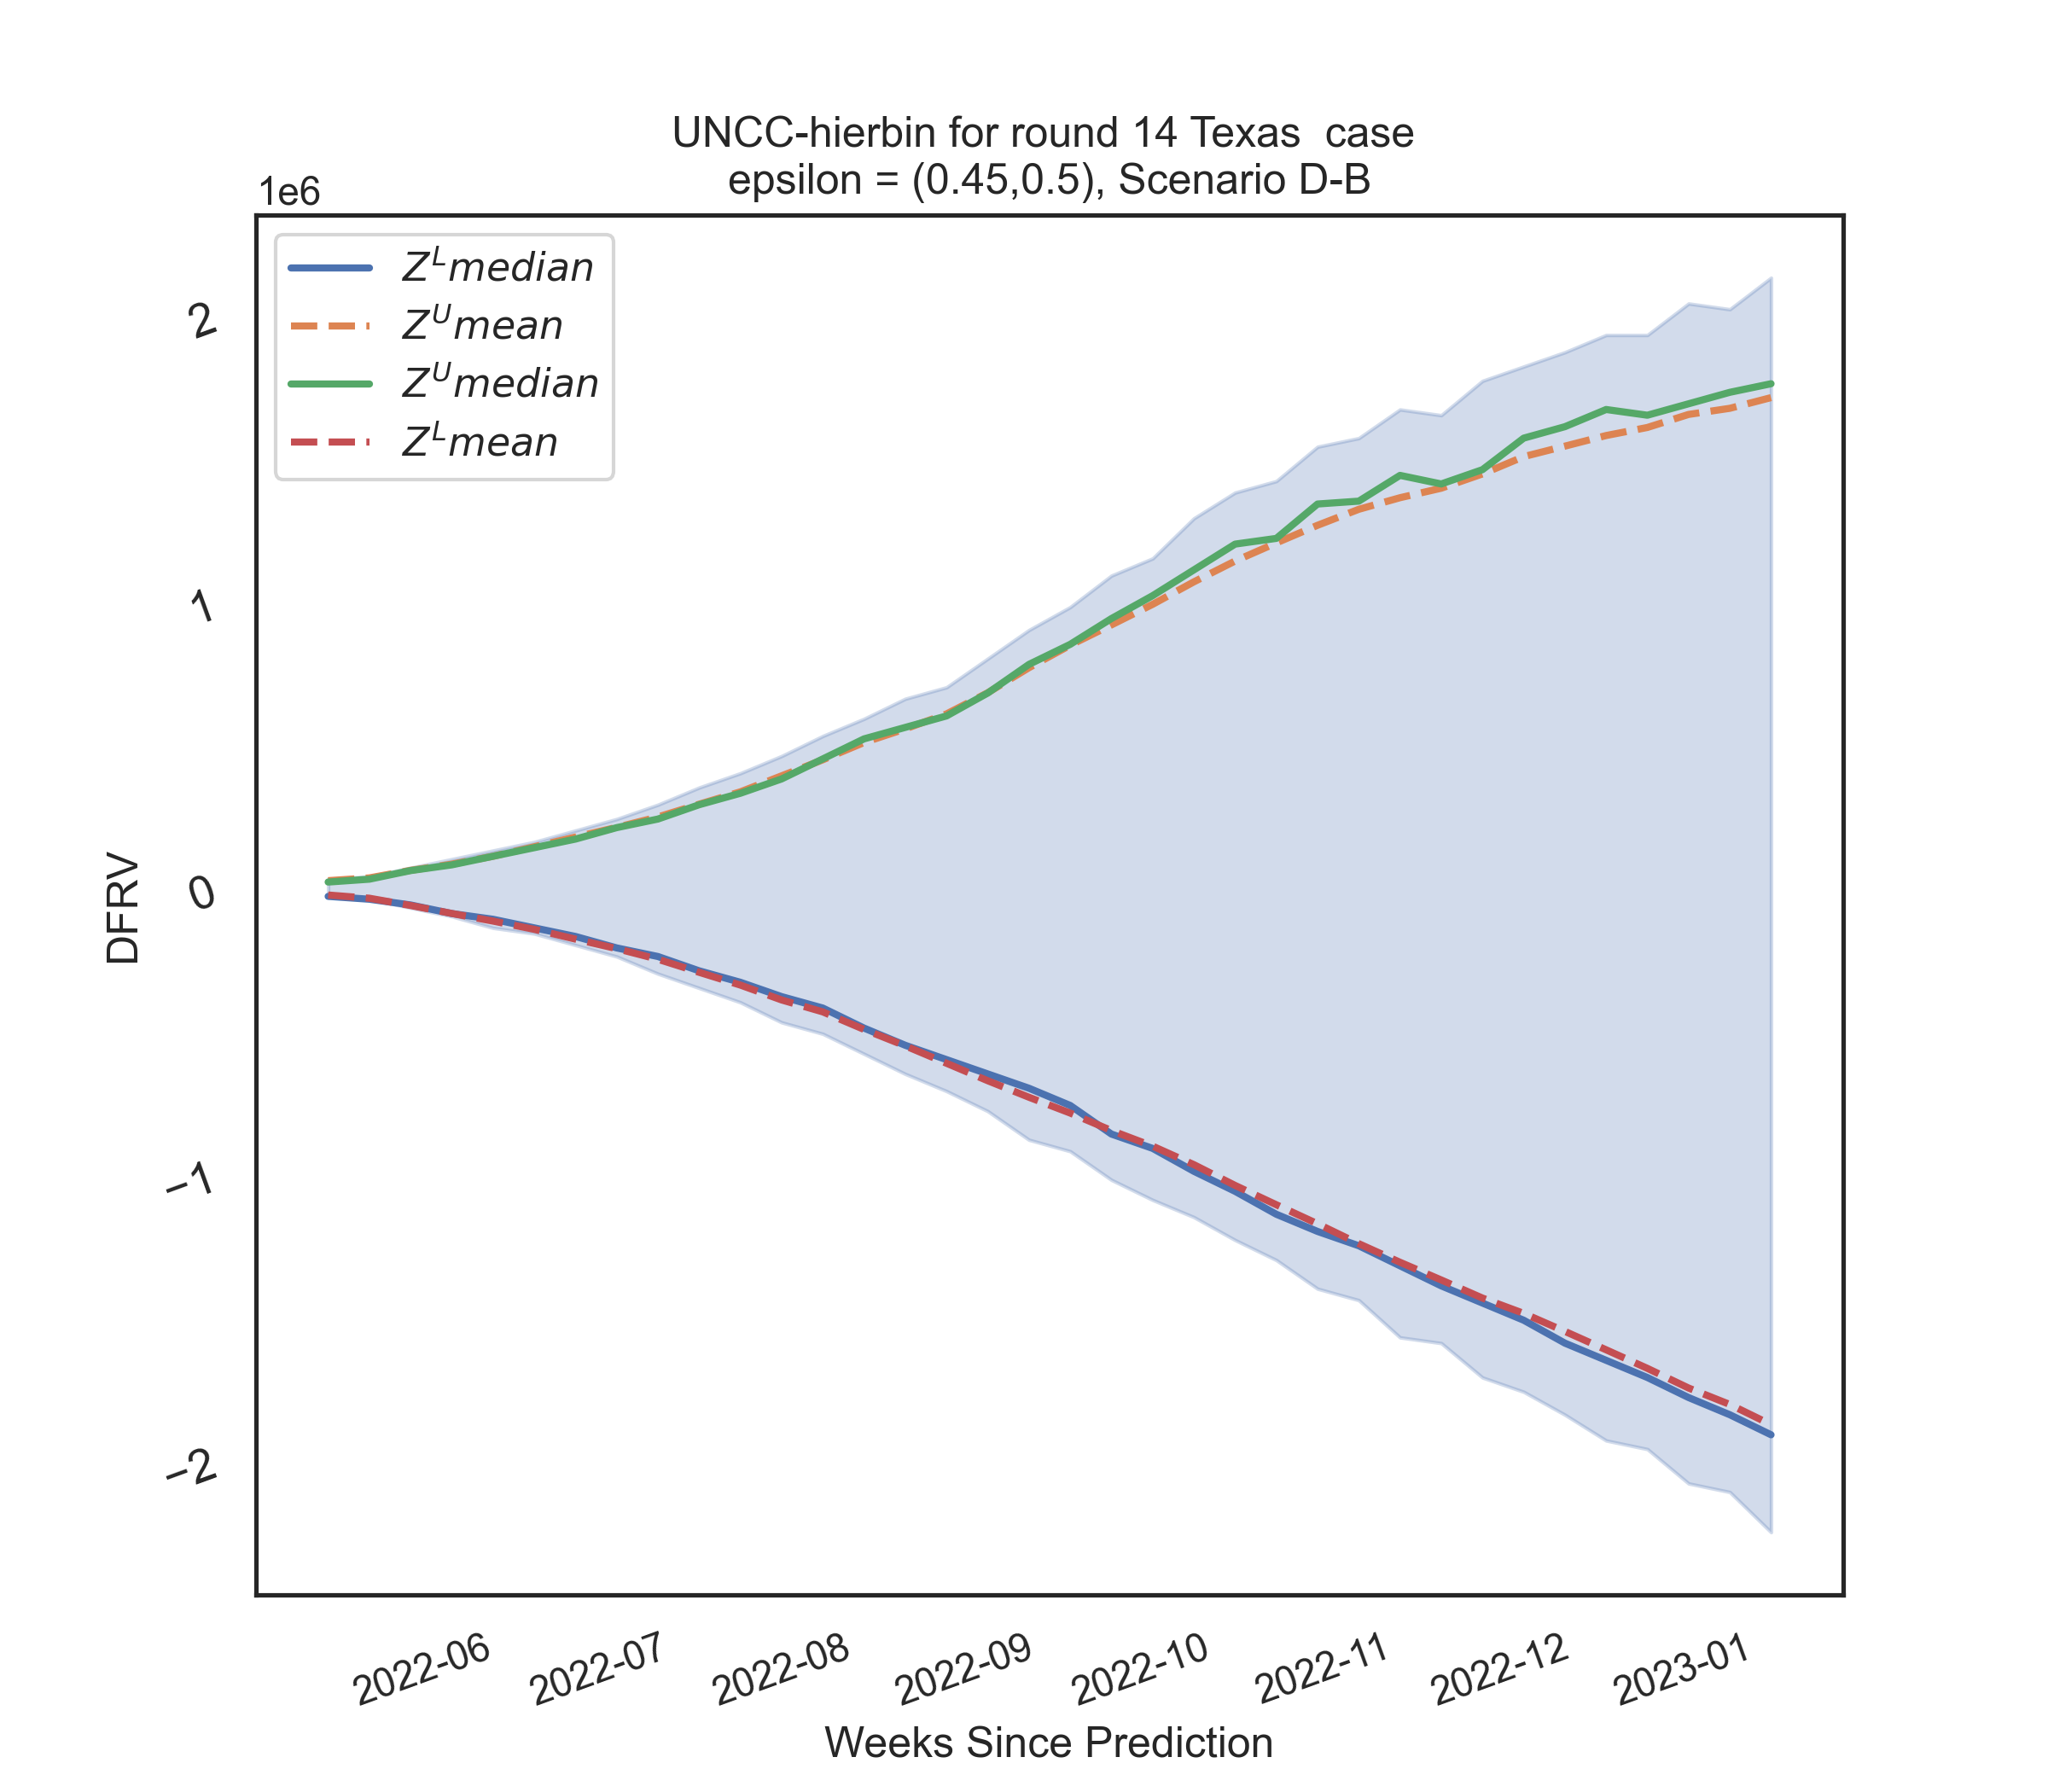 UNCC-hierbin for round 14 Texas  case
epsilon = (0.45,0.5), Scenario D-B
1e6
Z^L median
Z^U mean
Z^U median
Z^L mean
2
1
0
−1
−2
DFRV
2022-06
2022-07
2022-08
2022-09
2022-10
2022-11
2022-12
2023-01
Weeks Since Prediction